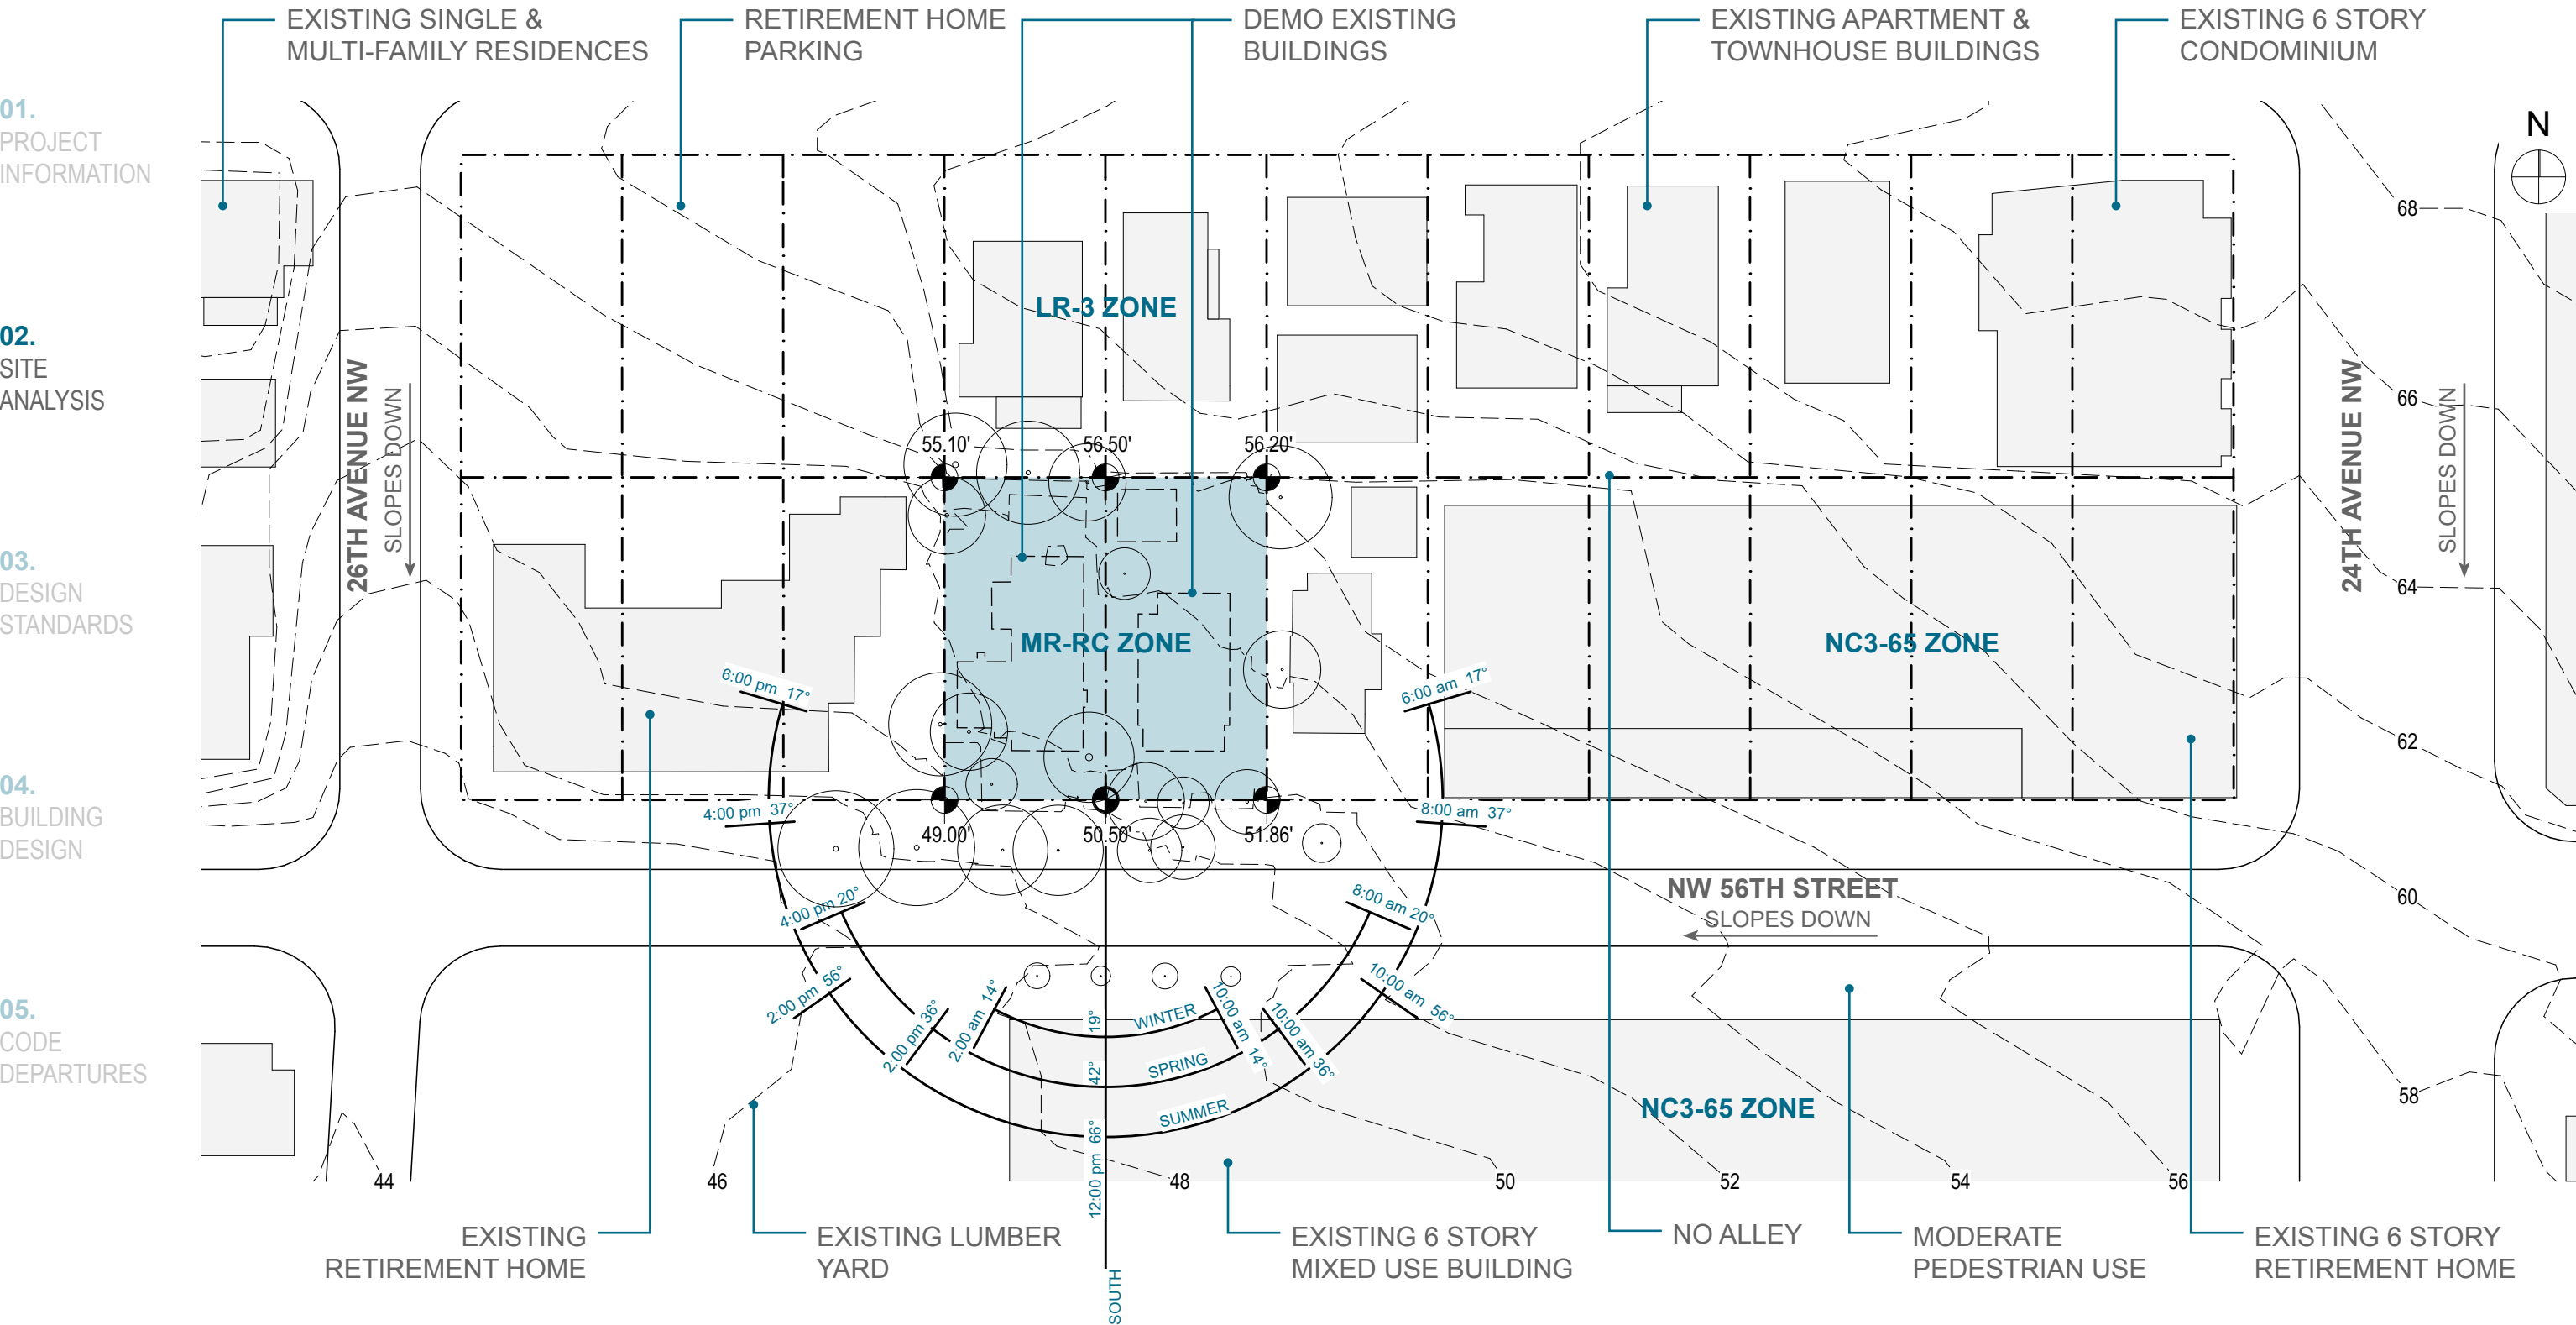 EXISTING SINGLE &
MULTI-FAMILY RESIDENCES
RETIREMENT HOME
PARKING
DEMO EXISTING
BUILDINGS
EXISTING APARTMENT &
TOWNHOUSE BUILDINGS
EXISTING 6 STORY
CONDOMINIUM
01.
PROJECT
INFORMATION
02.
SITE
ANALYSIS
03.
DESIGN
STANDARDS
04.
BUILDING
DESIGN
05.
CODE
DEPARTURES
N
26TH AVENUE NW
SLOPES DOWN
LR-3 ZONE
24TH AVENUE NW
SLOPES DOWN
68
66
64
62
60
58
55.10'
56.50'
56.20'
MR-RC ZONE
NC3-65 ZONE
49.00'
50.56'
51.86'
6:00 pm 17°
4:00 pm 37°
4:00 pm 20°
2:00 pm 56°
2:00 pm 36°
2:00 am 14°
6:00 am 17°
8:00 am 37°
8:00 am 20°
10:00 am 56°
10:00 am 36°
10:00 am 14°
19°
WINTER
42°
SPRING
66°
SUMMER
12:00 pm
SOUTH
NW 56TH STREET
SLOPES DOWN
NC3-65 ZONE
44
46
48
50
52
54
56
EXISTING
RETIREMENT HOME
EXISTING LUMBER
YARD
EXISTING 6 STORY
MIXED USE BUILDING
NO ALLEY
MODERATE
PEDESTRIAN USE
EXISTING 6 STORY
RETIREMENT HOME